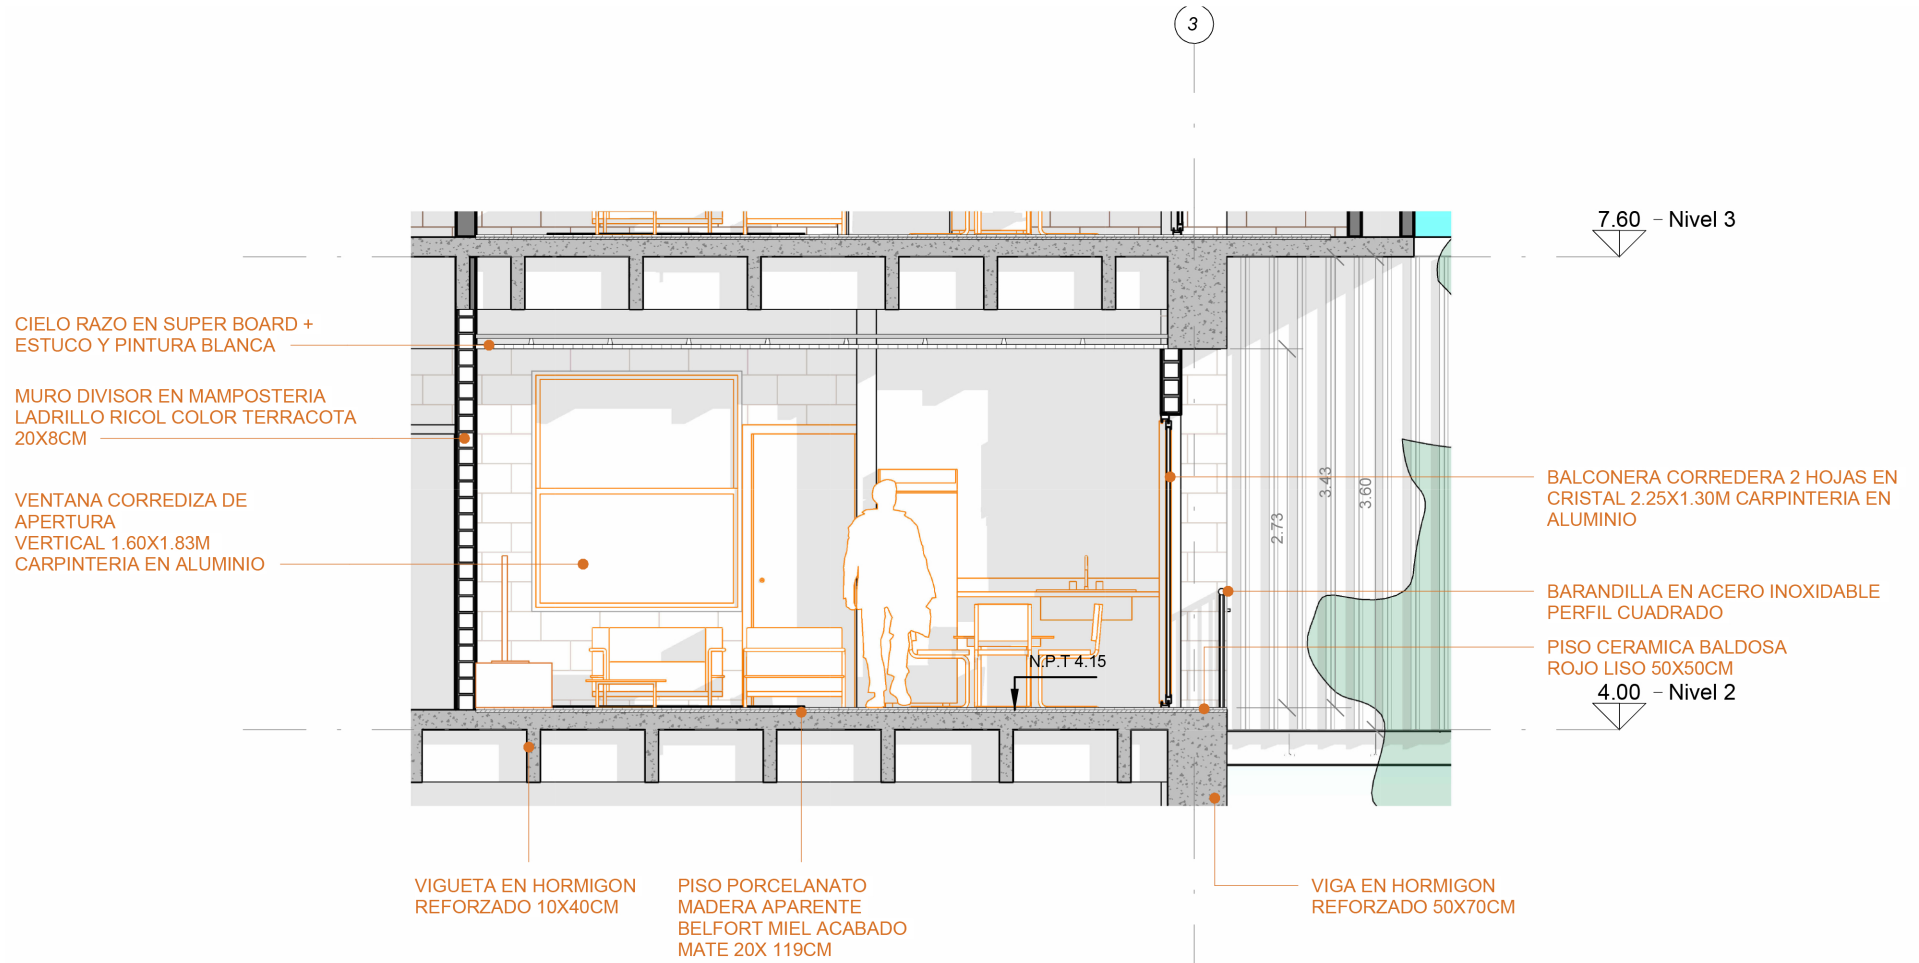 3
7.60 - Nivel 3
CIELO RAZO EN SUPER BOARD +
ESTUCO Y PINTURA BLANCA
MURO DIVISOR EN MAMPOSTERIA
LADRILLO RICOL COLOR TERRACOTA
20X8CM
VENTANA CORREDIZA DE
APERTURA
VERTICAL 1.60X1.83M
CARPINTERIA EN ALUMINIO
2.73
3.43
3.60
N.P.T 4.15
BALCONERA CORREDERA 2 HOJAS EN
CRISTAL 2.25X1.30M CARPINTERIA EN
ALUMINIO
BARANDILLA EN ACERO INOXIDABLE
PERFIL CUADRADO
PISO CERAMICA BALDOSA
ROJO LISO 50X50CM
4.00 - Nivel 2
VIGUETA EN HORMIGON
REFORZADO 10X40CM
PISO PORCELANATO
MADERA APARENTE
BELFORT MIEL ACABADO
MATE 20X 119CM
VIGA EN HORMIGON
REFORZADO 50X70CM